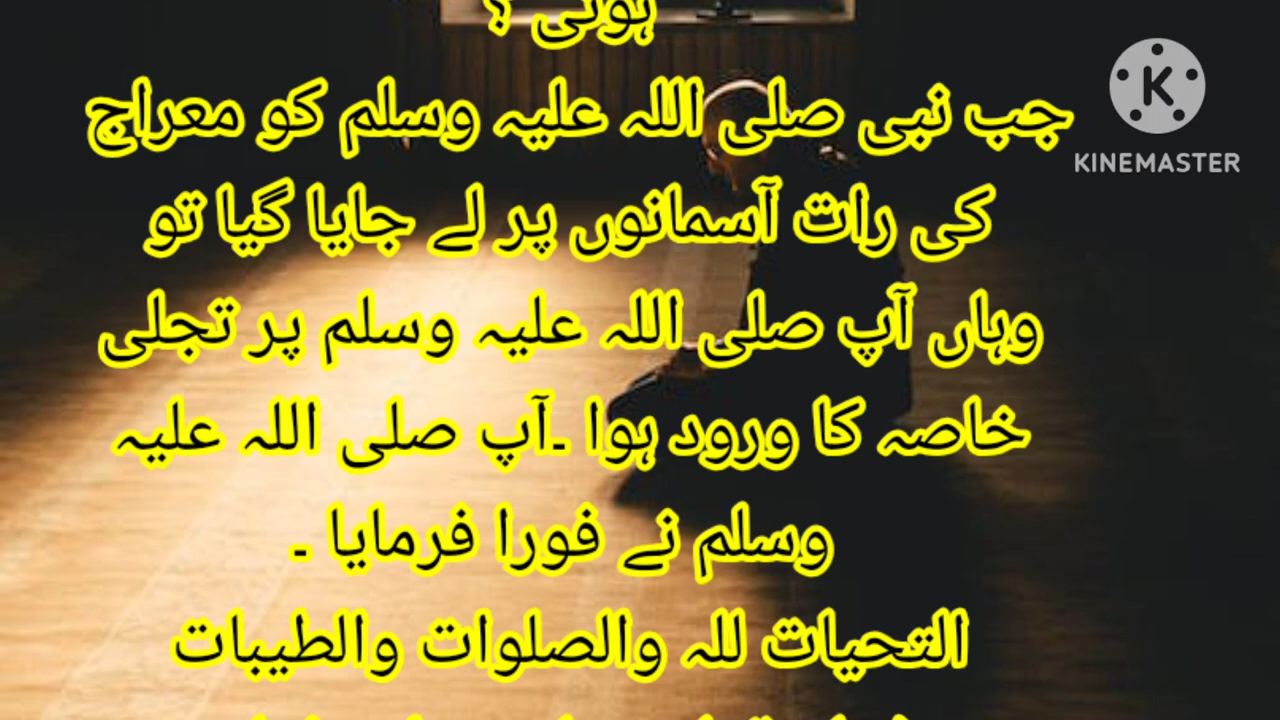 ہوئی ؟
جب نبی صلی اللہ علیہ وسلم کو معراج
کی رات آسمانوں پر لے جایا گیا تو
وہاں آپ صلی اللہ علیہ وسلم پر تجلی
خاصہ کا ورود ہوا ۔آپ صلی اللہ علیہ
وسلم نے فورا فرمایا ۔
التحیات للہ والصلوات والطیبات
KINEMASTER